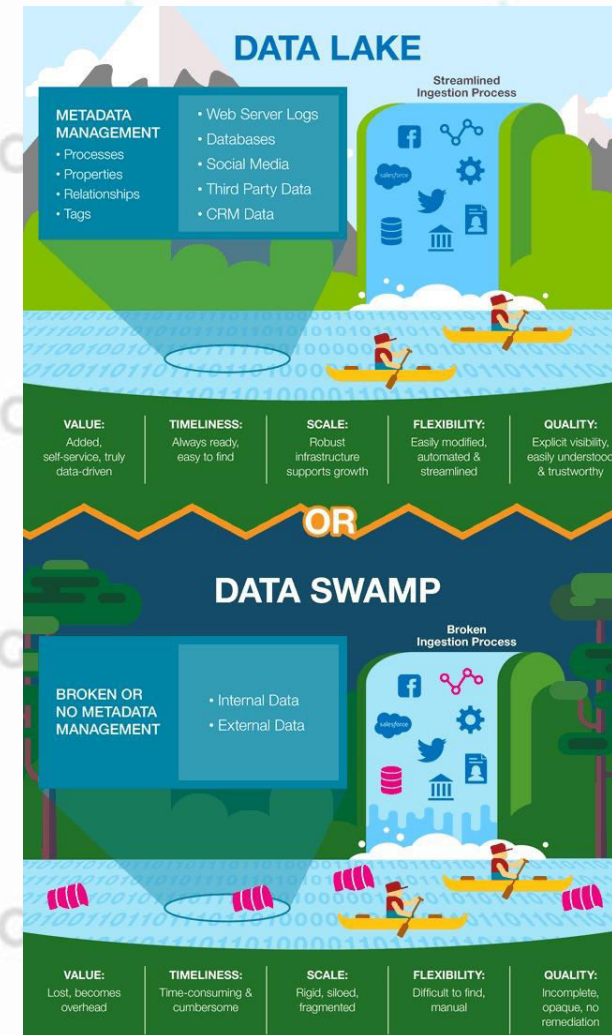 DATA LAKE
Streamlined
Ingestion Process
METADATA
MANAGEMENT
• Processes
• Properties
• Relationships
• Tags
• Web Server Logs
• Databases
• Social Media
• Third Party Data
• CRM Data
salesforce
VALUE:
Added,
self-service, truly
data-driven
TIMELINESS:
Always ready,
easy to find
SCALE:
Robust
infrastructure
supports growth
FLEXIBILITY:
Easily modified,
automated &
streamlined
QUALITY:
Explicit visibility,
easily understood
& trustworthy
OR
DATA SWAMP
Broken
Ingestion Process
BROKEN OR
NO METADATA
MANAGEMENT
• Internal Data
• External Data
salesforce
VALUE:
Lost, becomes
overhead
TIMELINESS:
Time-consuming &
cumbersome
SCALE:
Rigid, siloed,
fragmented
FLEXIBILITY:
Difficult to find,
manual
QUALITY:
Incomplete,
opaque, no
remediation